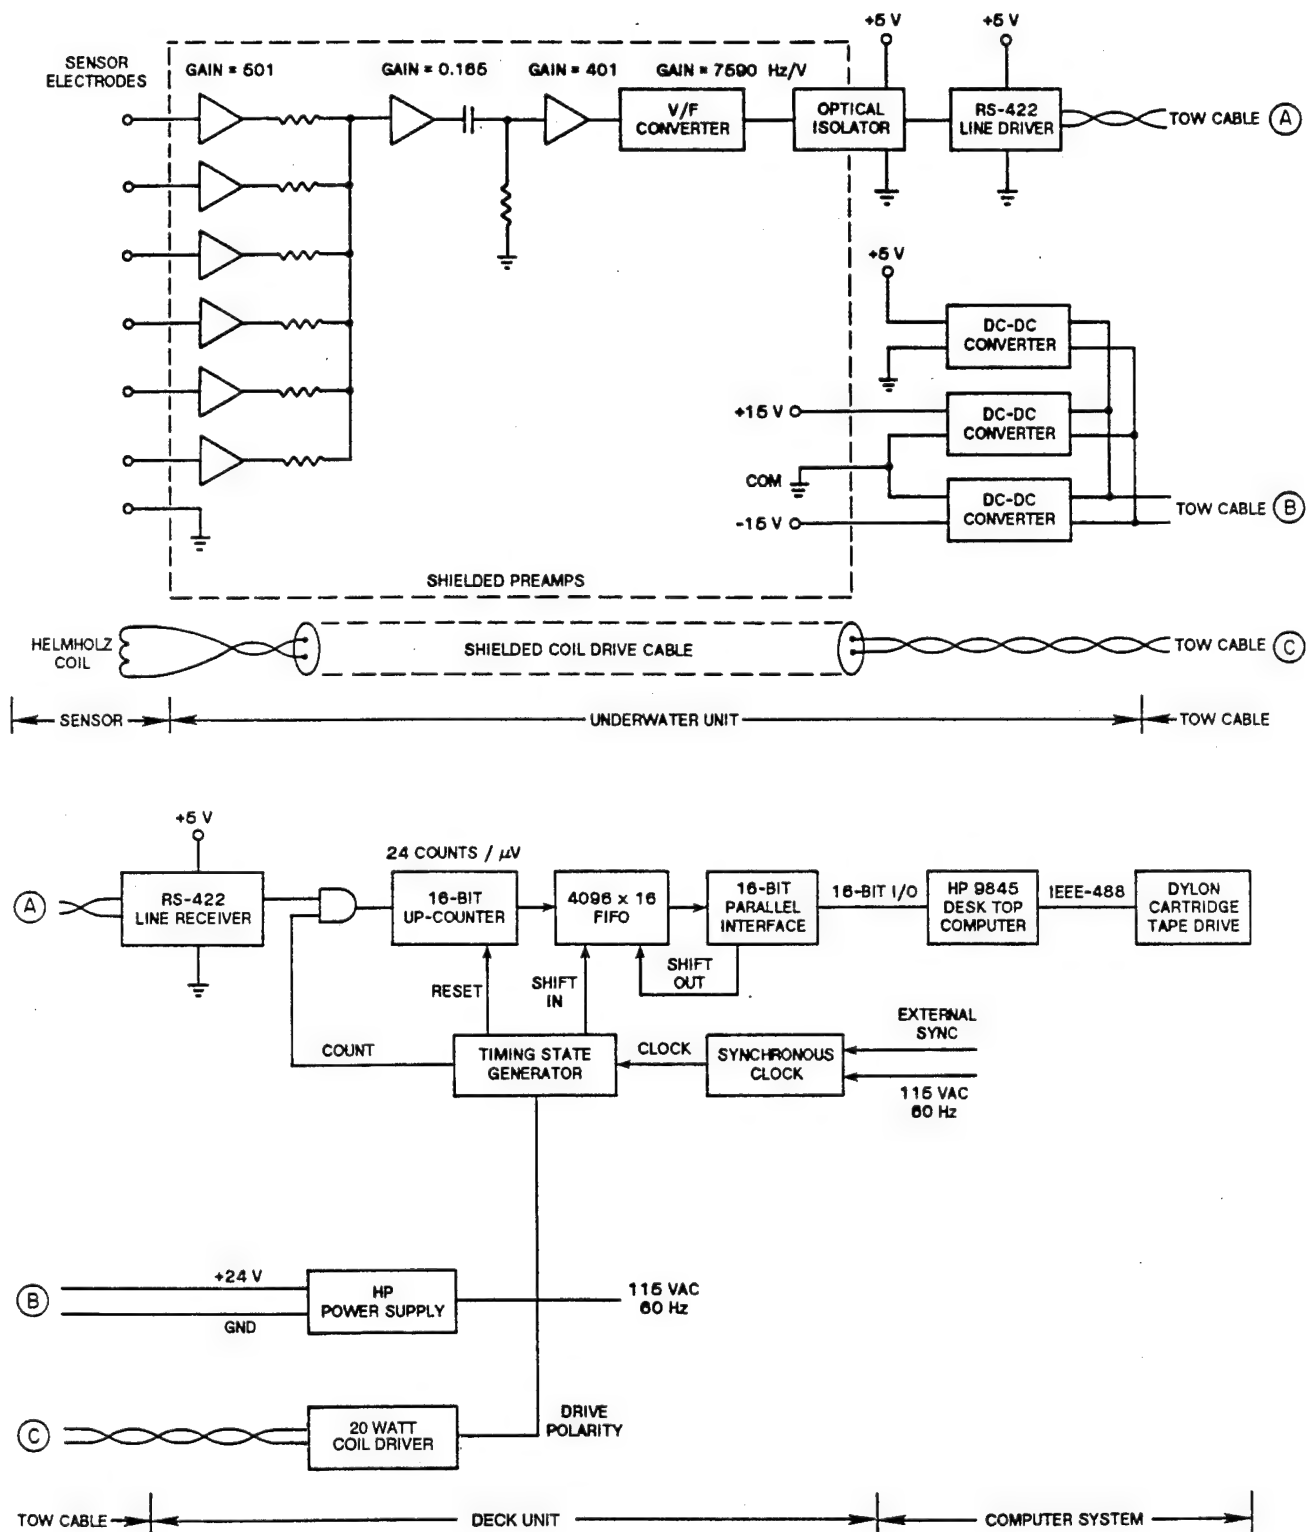 +5 V
+5 V
SENSOR
ELECTRODES
GAIN = 501
GAIN = 0.165
GAIN = 401
GAIN = 7590 Hz/V
V/F
CONVERTER
OPTICAL
ISOLATOR
RS-422
LINE DRIVER
TOW CABLE A
+5 V
DC-DC
CONVERTER
+15 V
DC-DC
CONVERTER
COM
DC-DC
CONVERTER
-15 V
TOW CABLE B
SHIELDED PREAMPS
HELMHOLZ
COIL
SHIELDED COIL DRIVE CABLE
TOW CABLE C
SENSOR
UNDERWATER UNIT
TOW CABLE
+5 V
24 COUNTS / µV
A
RS-422
LINE RECEIVER
16-BIT
UP-COUNTER
4096 x 16
FIFO
16-BIT
PARALLEL
INTERFACE
16-BIT I/O
HP 9845
DESK TOP
COMPUTER
IEEE-488
DYLON
CARTRIDGE
TAPE DRIVE
RESET
SHIFT
IN
SHIFT
OUT
COUNT
TIMING STATE
GENERATOR
CLOCK
SYNCHRONOUS
CLOCK
EXTERNAL
SYNC
115 VAC
60 Hz
B
+24 V
GND
HP
POWER SUPPLY
115 VAC
60 Hz
C
20 WATT
COIL DRIVER
DRIVE
POLARITY
TOW CABLE
DECK UNIT
COMPUTER SYSTEM